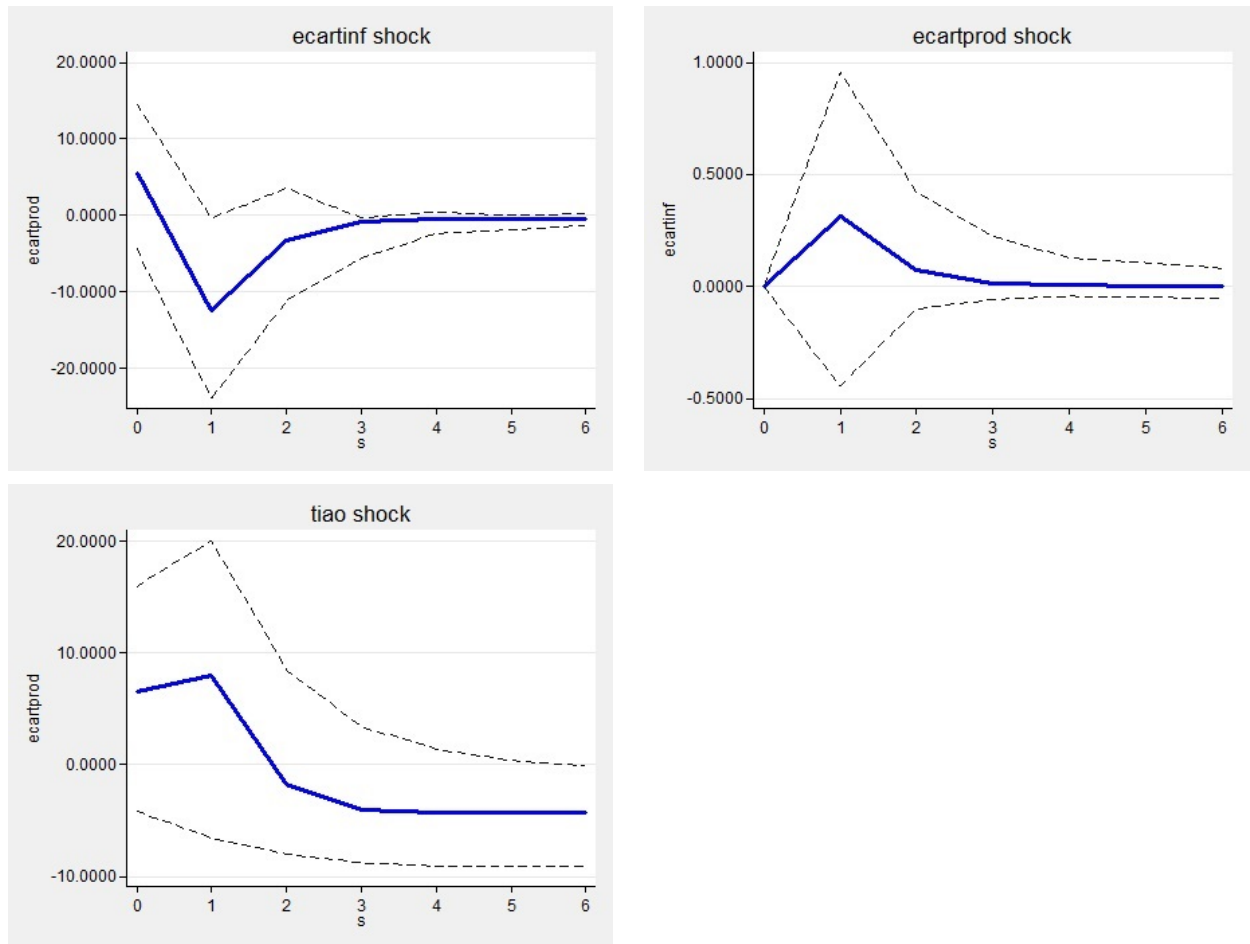 ecartinf shock
20.0000
10.0000
0.0000
-10.0000
-20.0000
ecartprod
0 1 2 3 4 5 6
s
ecartprod shock
1.0000
0.5000
0.0000
-0.5000
ecartinf
0 1 2 3 4 5 6
s
tiao shock
20.0000
10.0000
0.0000
-10.0000
ecartprod
0 1 2 3 4 5 6
s